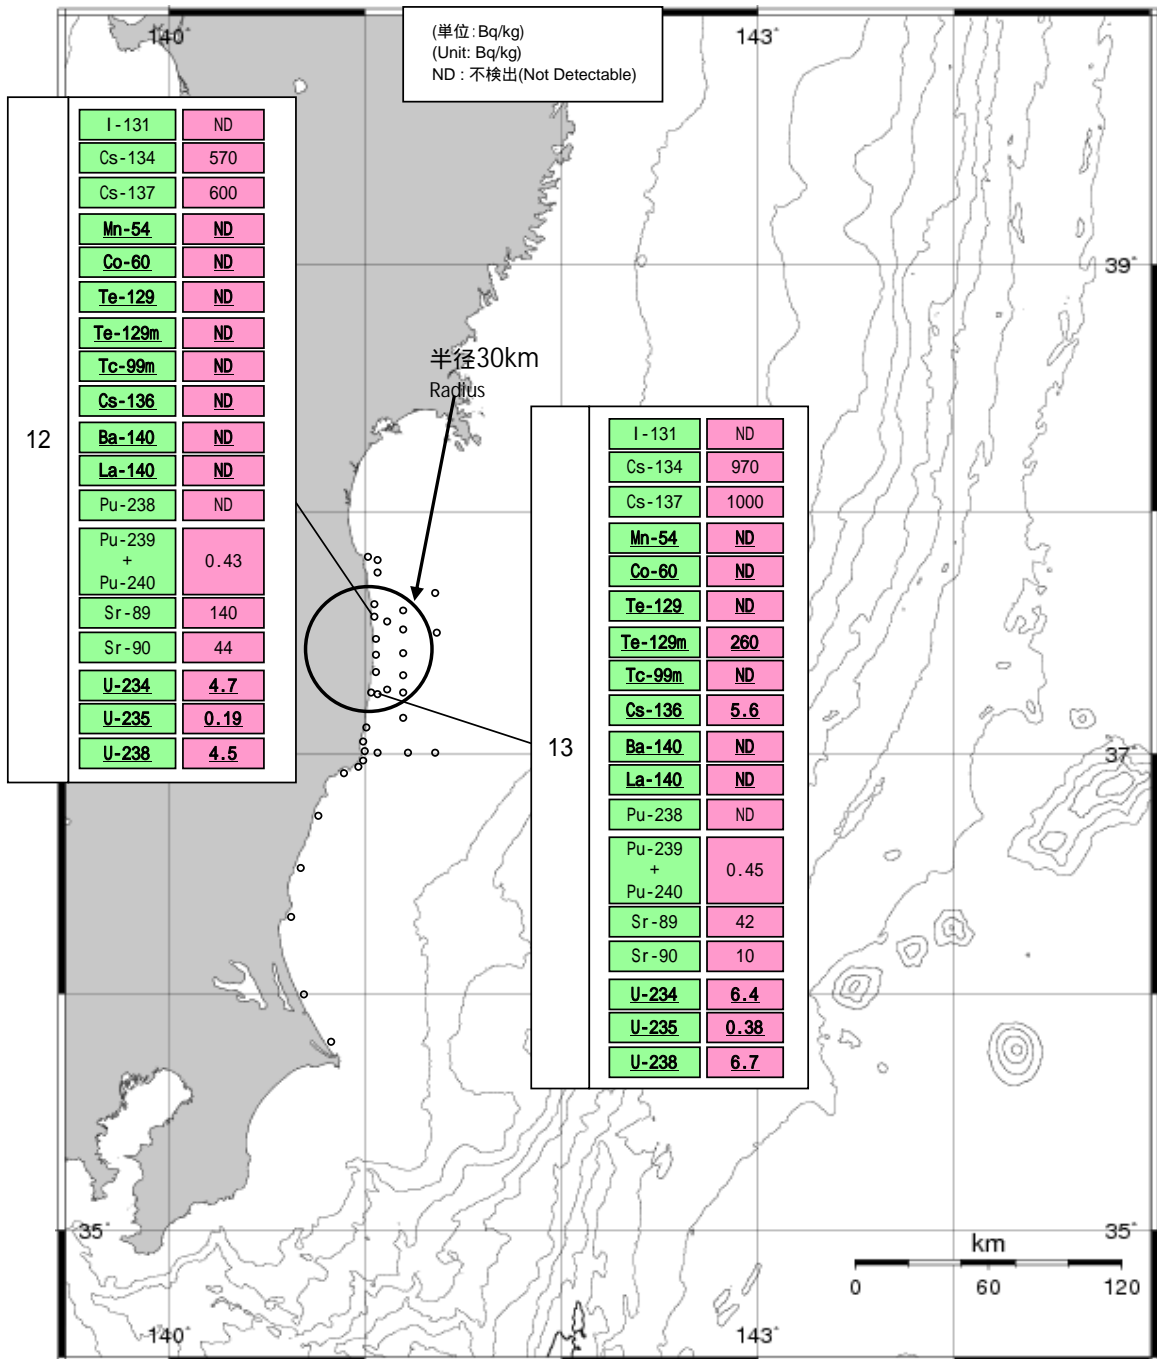 (単位: Bq/kg)
(Unit: Bq/kg)
ND : 不検出(Not Detectable)
140°
143°
39°
37°
35°
35°
140°
143°
半径30km
Radius
12
I-131 ND
Cs-134 570
Cs-137 600
Mn-54 ND
Co-60 ND
Te-129 ND
Te-129m ND
Tc-99m ND
Cs-136 ND
Ba-140 ND
La-140 ND
Pu-238 ND
Pu-239
+
Pu-240
0.43
Sr-89 140
Sr-90 44
U-234 4.7
U-235 0.19
U-238 4.5
13
I-131 ND
Cs-134 970
Cs-137 1000
Mn-54 ND
Co-60 ND
Te-129 ND
Te-129m 260
Tc-99m ND
Cs-136 5.6
Ba-140 ND
La-140 ND
Pu-238 ND
Pu-239
+
Pu-240
0.45
Sr-89 42
Sr-90 10
U-234 6.4
U-235 0.38
U-238 6.7
km
0 60 120